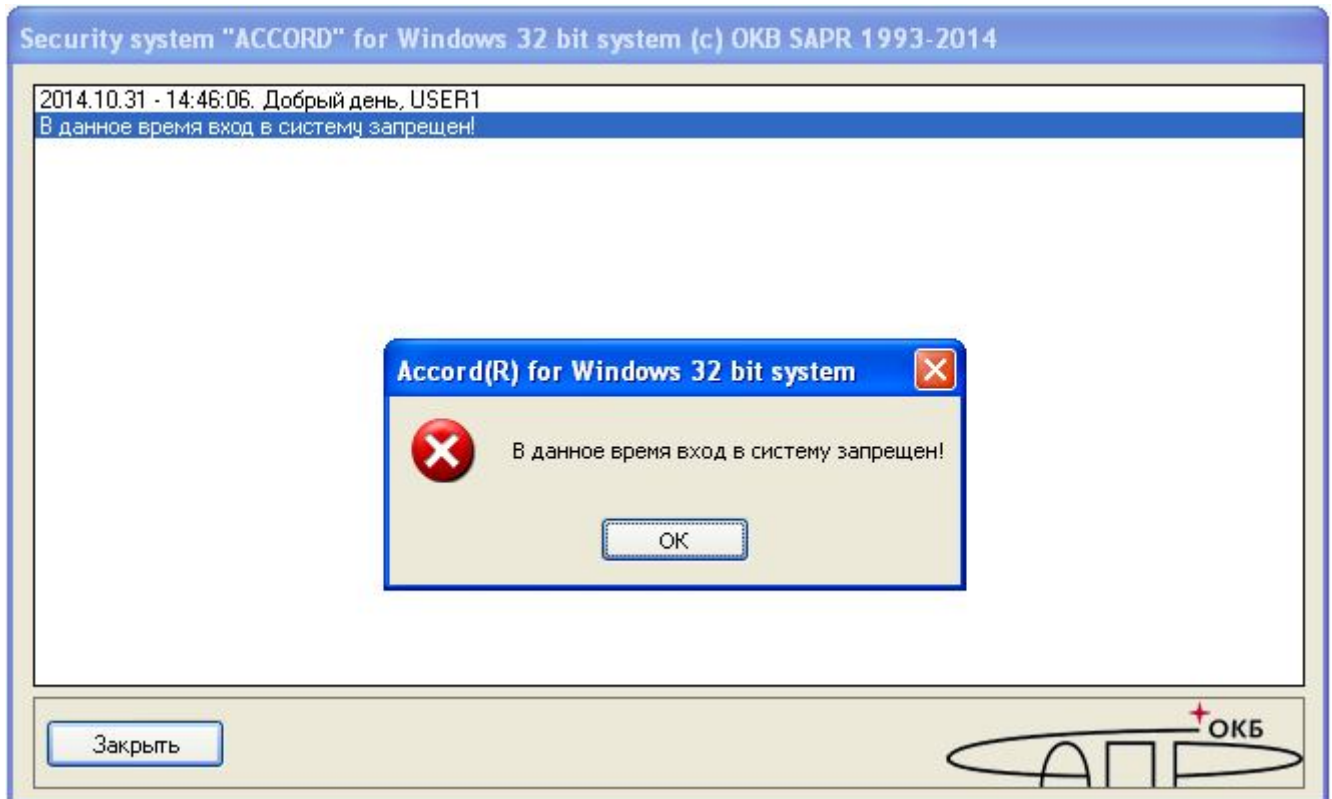 Security system "ACCORD" for Windows 32 bit system (c) OKB SAPR 1993-2014
2014.10.31 - 14:46:06. Добрый день, USER1
В данное время вход в систему запрещен!
Accord(R) for Windows 32 bit system
В данное время вход в систему запрещен!
OK
Закрыть
ОКБ
САПР